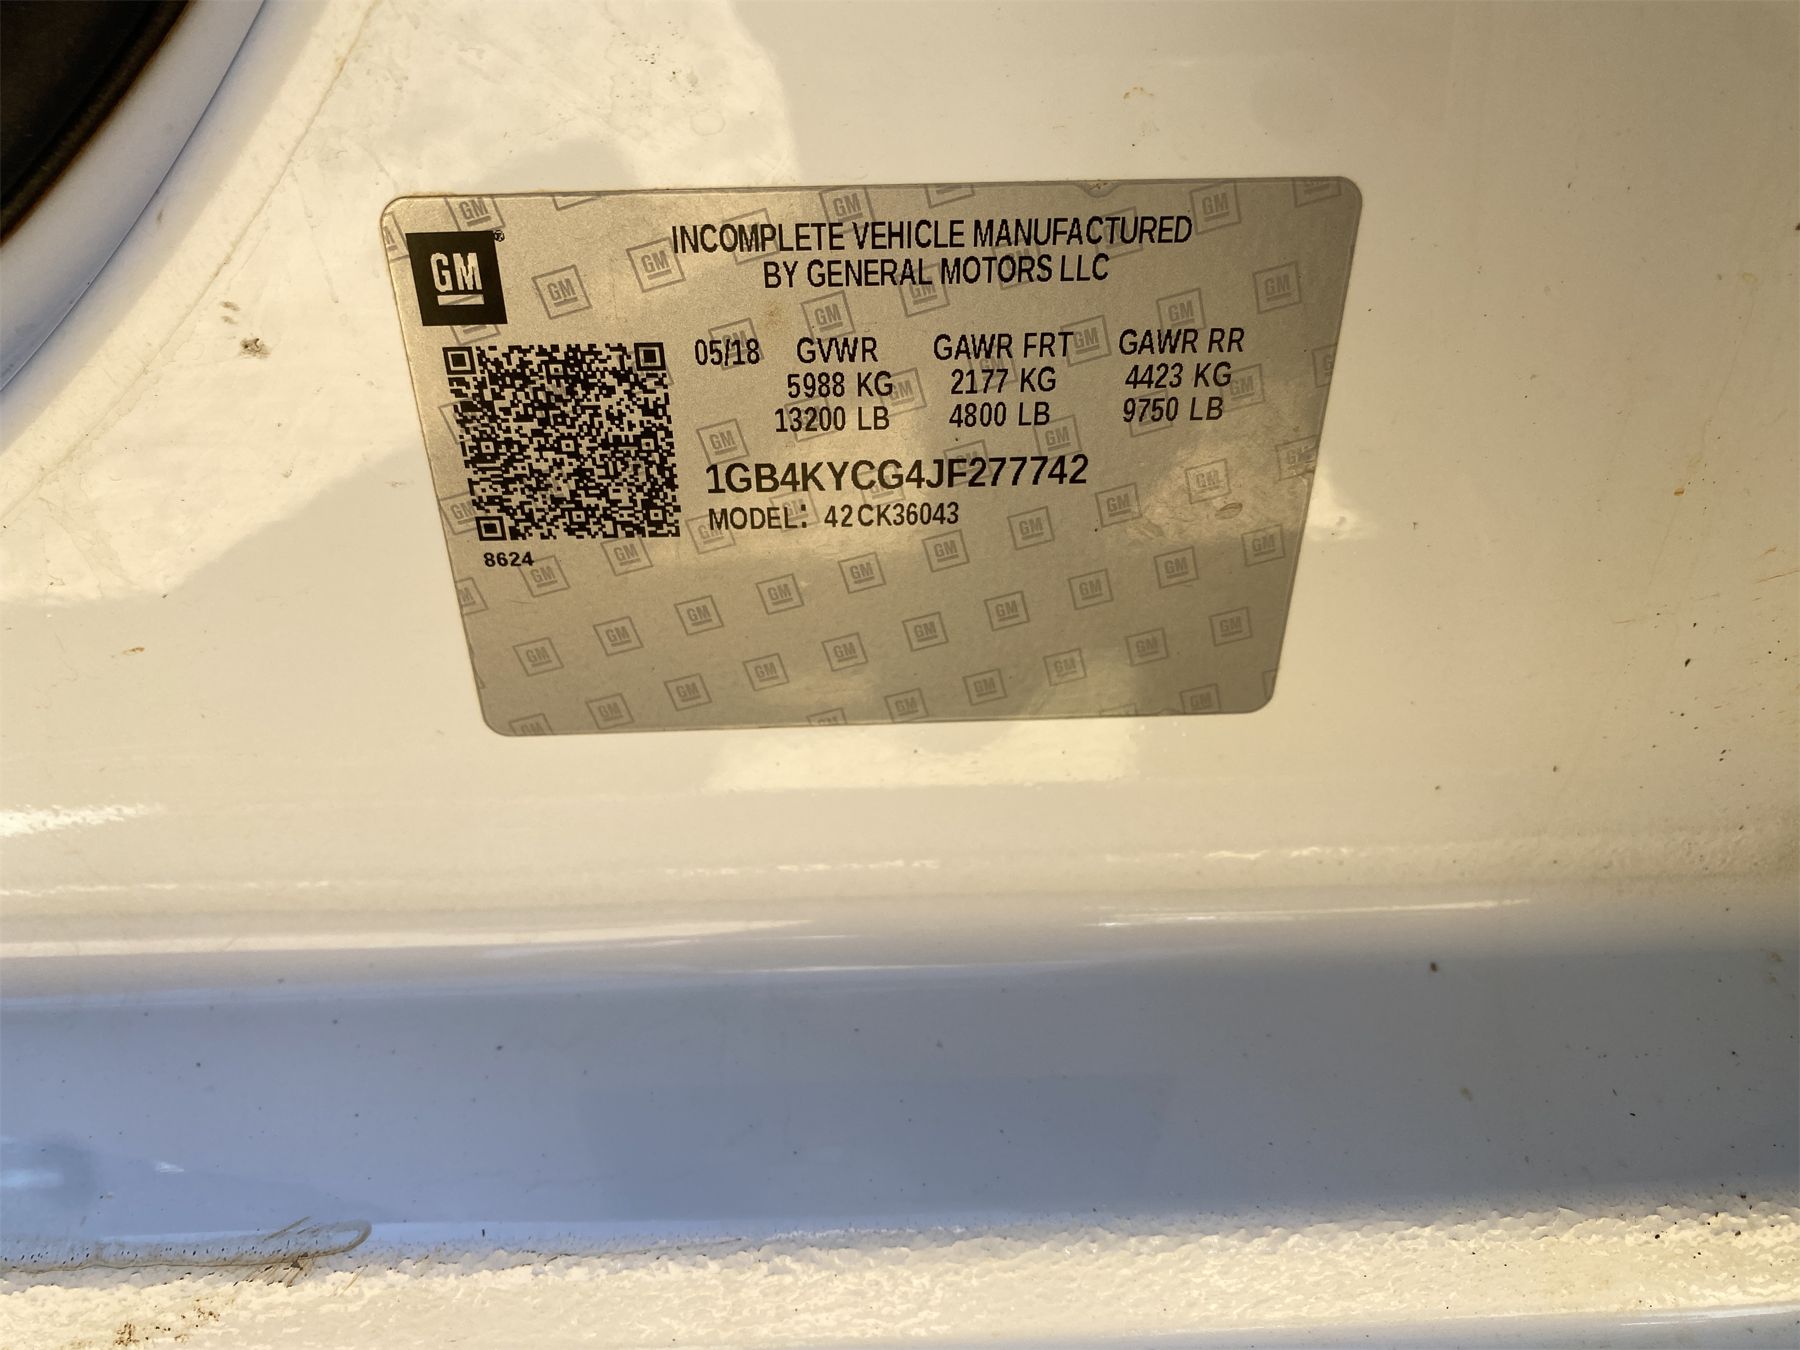 GM®
INCOMPLETE VEHICLE MANUFACTURED
BY GENERAL MOTORS LLC
05/18 GVWR GAWR FRT GAWR RR
5988 KG 2177 KG 4423 KG
13200 LB 4800 LB 9750 LB
1GB4KYCG4JF277742
MODEL: 42CK36043
8624